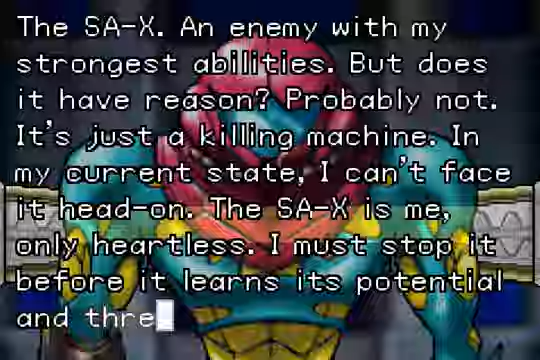 The SA-X. An enemy with my
strongest abilities. But does
it have reason? Probably not.
It's just a killing machine. In
my current state, I can't face
it head-on. The SA-X is me,
only heartless. I must stop it
before it learns its potential
and thre